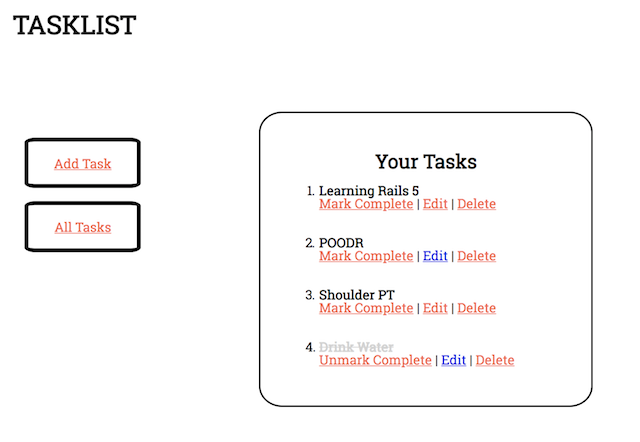 TASKLIST
Add Task
All Tasks
Your Tasks
1. Learning Rails 5
Mark Complete | Edit | Delete
2. POODR
Mark Complete | Edit | Delete
3. Shoulder PT
Mark Complete | Edit | Delete
4. Drink Water
Unmark Complete | Edit | Delete